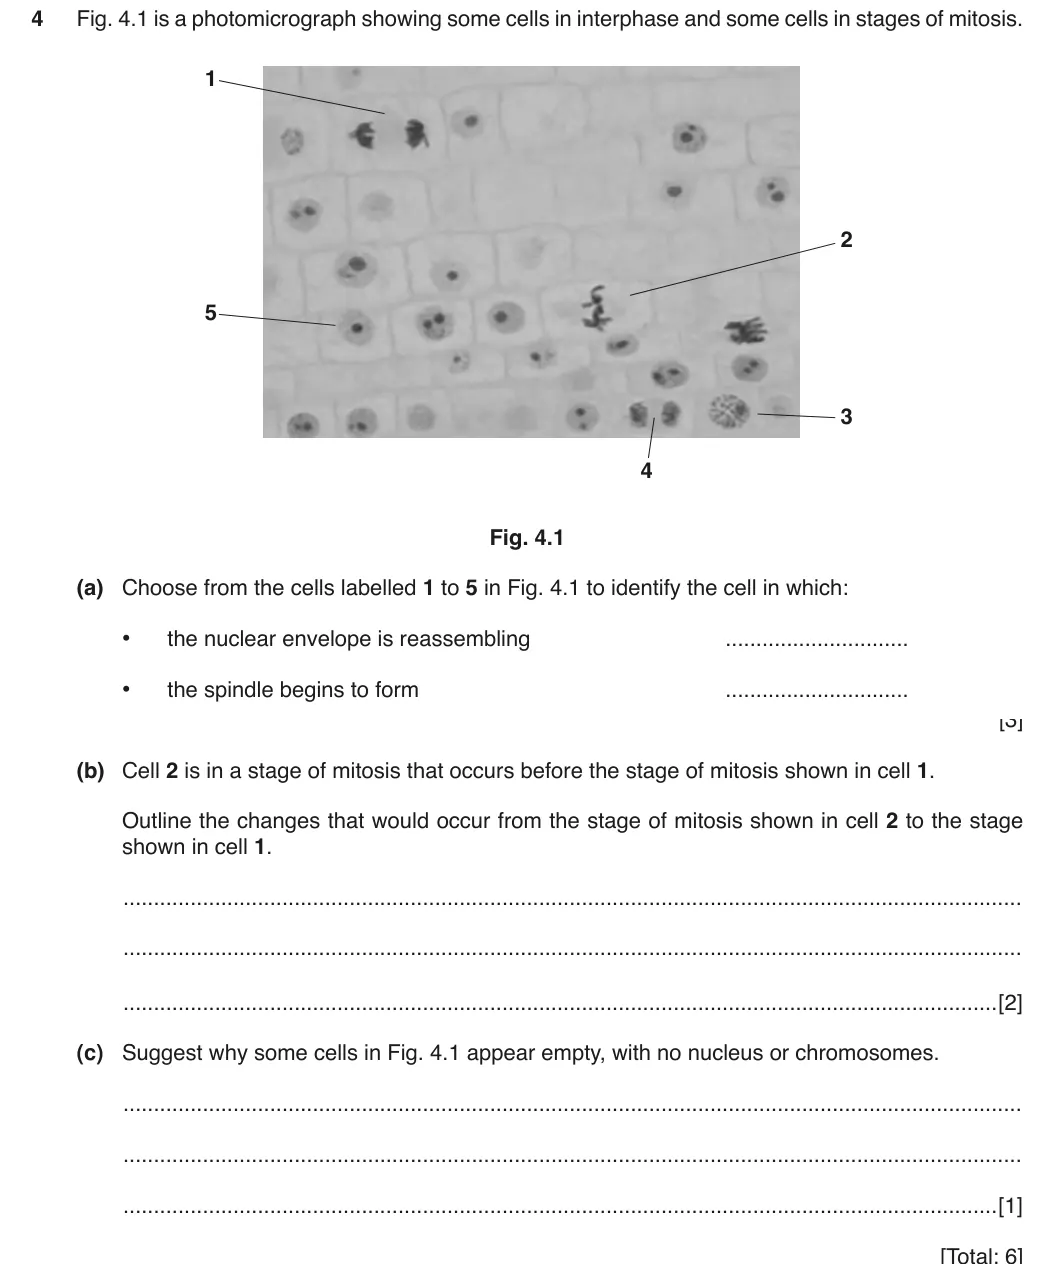 4 Fig. 4.1 is a photomicrograph showing some cells in interphase and some cells in stages of mitosis.
1
2
5
3
4
Fig. 4.1
(a) Choose from the cells labelled 1 to 5 in Fig. 4.1 to identify the cell in which:
• the nuclear envelope is reassembling ..............................
• the spindle begins to form ..............................
[3]
(b) Cell 2 is in a stage of mitosis that occurs before the stage of mitosis shown in cell 1.
Outline the changes that would occur from the stage of mitosis shown in cell 2 to the stage
shown in cell 1.
..........................................................................................................................................
..........................................................................................................................................
......................................................................................................................................[2]
(c) Suggest why some cells in Fig. 4.1 appear empty, with no nucleus or chromosomes.
..........................................................................................................................................
..........................................................................................................................................
......................................................................................................................................[1]
[Total: 6]